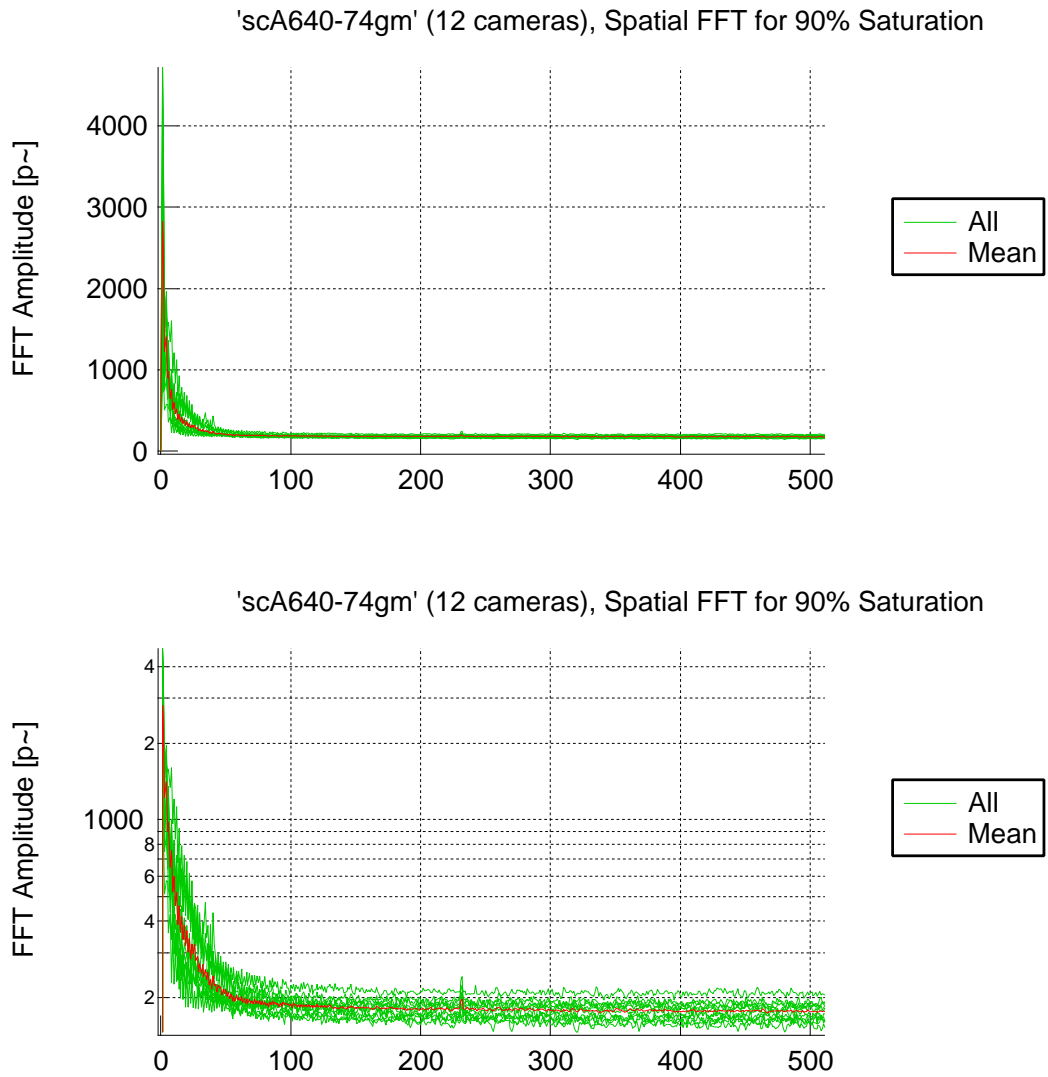 'scA640-74gm' (12 cameras), Spatial FFT for 90% Saturation
FFT Amplitude [p~]
4000
3000
2000
1000
0
0 100 200 300 400 500
All
Mean
'scA640-74gm' (12 cameras), Spatial FFT for 90% Saturation
FFT Amplitude [p~]
4
2
1000
8
6
4
2
0 100 200 300 400 500
All
Mean